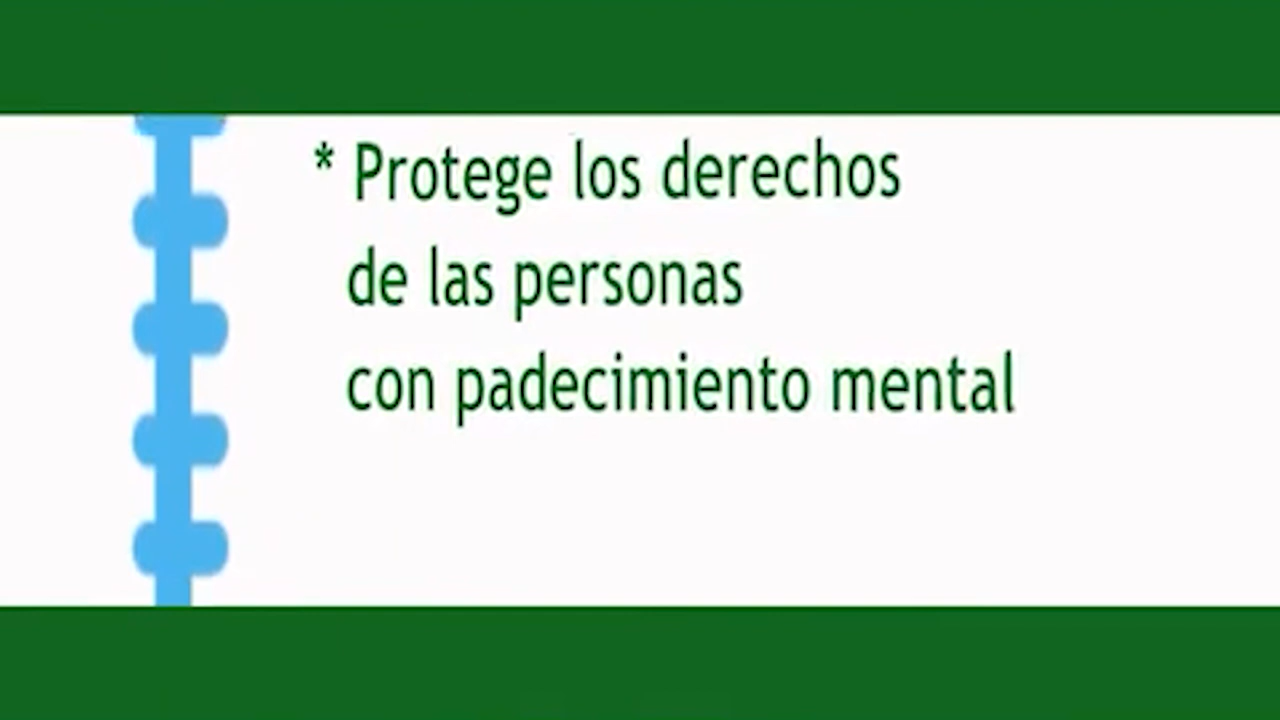 * Protege los derechos
de las personas
con padecimiento mental